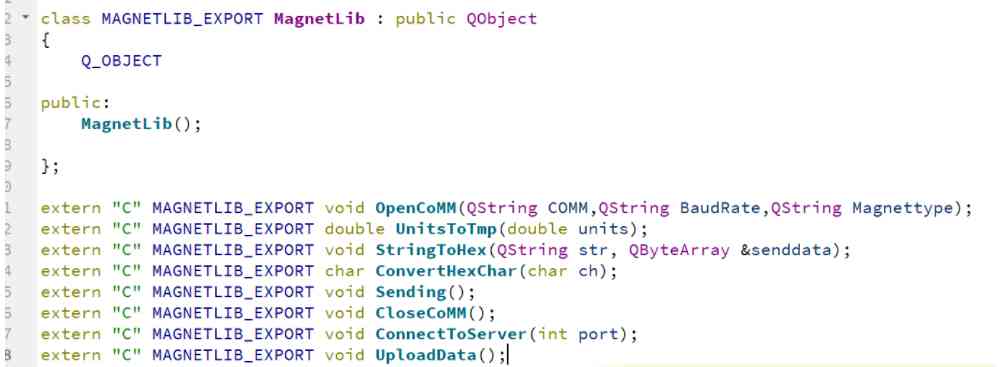 2 class MAGNETLIB_EXPORT MagnetLib : public QObject
3 {
4     Q_OBJECT
5
6 public:
7     MagnetLib();
8
9 };
0
1 extern "C" MAGNETLIB_EXPORT void OpenCoMM(QString COMM,QString BaudRate,QString Magnettype);
2 extern "C" MAGNETLIB_EXPORT double UnitsToTmp(double units);
3 extern "C" MAGNETLIB_EXPORT void StringToHex(QString str, QByteArray &senddata);
4 extern "C" MAGNETLIB_EXPORT char ConvertHexChar(char ch);
5 extern "C" MAGNETLIB_EXPORT void Sending();
6 extern "C" MAGNETLIB_EXPORT void CloseCoMM();
7 extern "C" MAGNETLIB_EXPORT void ConnectToServer(int port);
8 extern "C" MAGNETLIB_EXPORT void UploadData();